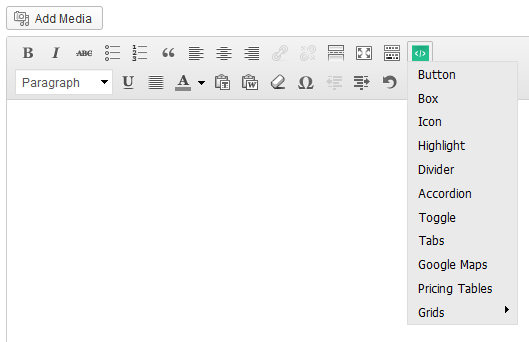 Add Media
B I ABC
Paragraph U A T W Ω
Button
Box
Icon
Highlight
Divider
Accordion
Toggle
Tabs
Google Maps
Pricing Tables
Grids